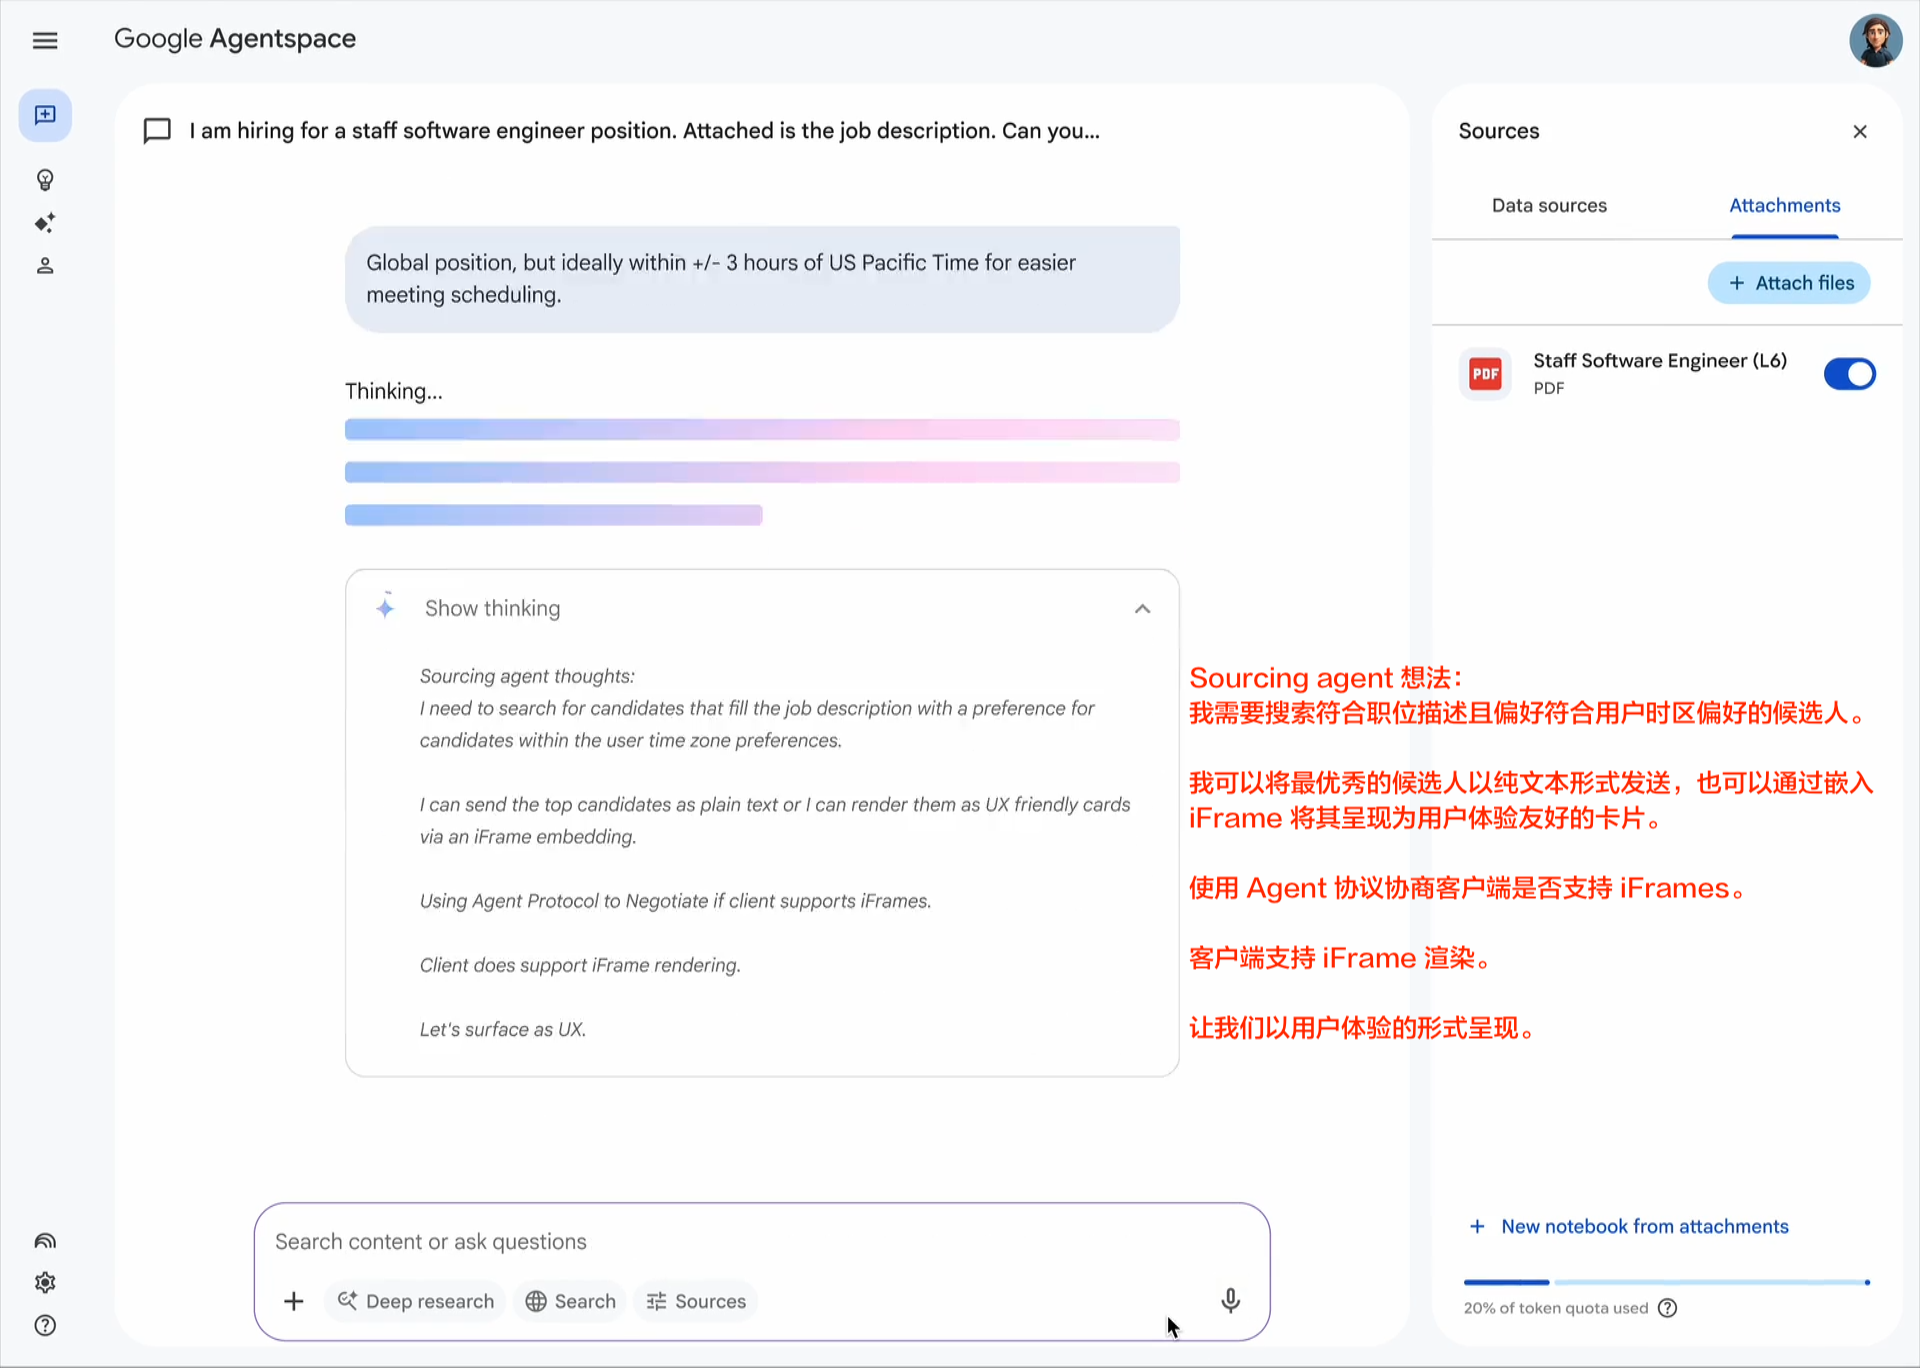 Google Agentspace
I am hiring for a staff software engineer position. Attached is the job description. Can you...
Global position, but ideally within +/- 3 hours of US Pacific Time for easier
meeting scheduling.
Thinking...
Show thinking
Sourcing agent thoughts:
I need to search for candidates that fill the job description with a preference for
candidates within the user time zone preferences.
I can send the top candidates as plain text or I can render them as UX friendly cards
via an iFrame embedding.
Using Agent Protocol to Negotiate if client supports iFrames.
Client does support iFrame rendering.
Let's surface as UX.
Sourcing agent 想法：
我需要搜索符合职位描述且偏好符合用户时区偏好的候选人。
我可以将最优秀的候选人以纯文本形式发送，也可以通过嵌入
iFrame 将其呈现为用户体验友好的卡片。
使用 Agent 协议协商客户端是否支持 iFrames。
客户端支持 iFrame 渲染。
让我们以用户体验的形式呈现。
Search content or ask questions
Deep research
Search
Sources
Sources
Data sources
Attachments
Attach files
PDF
Staff Software Engineer (L6)
PDF
New notebook from attachments
20% of token quota used